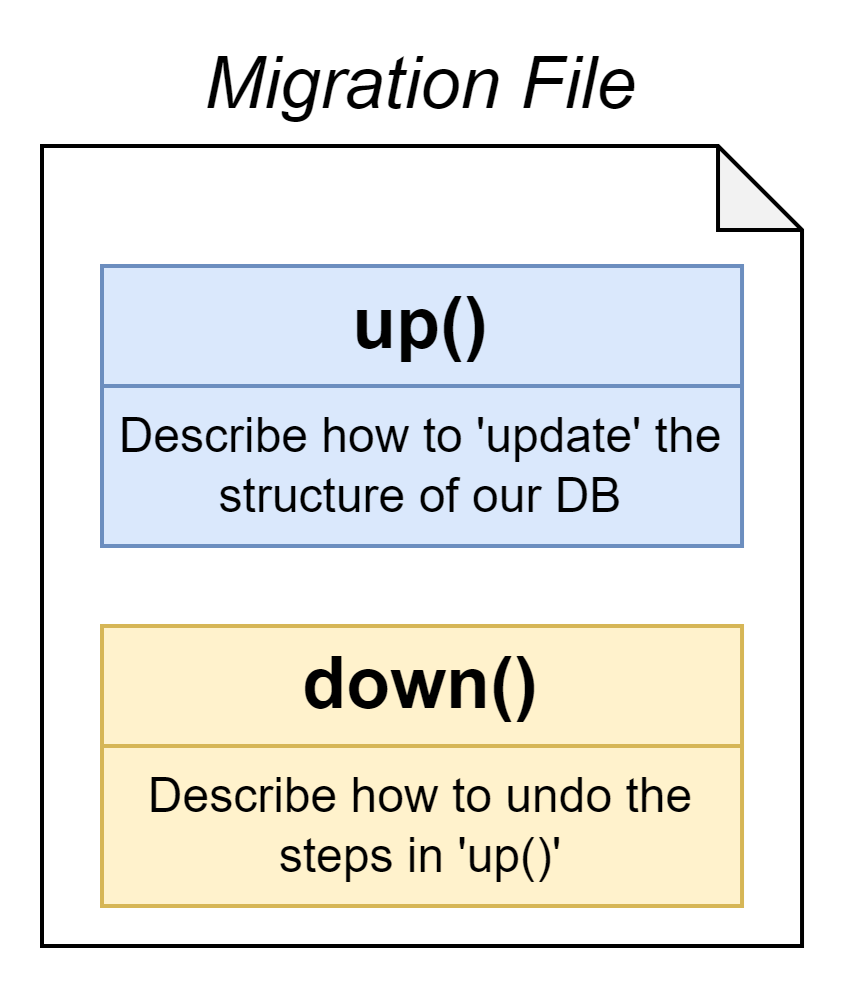 Migration File
up()
Describe how to 'update' the
structure of our DB
down()
Describe how to undo the
steps in 'up()'